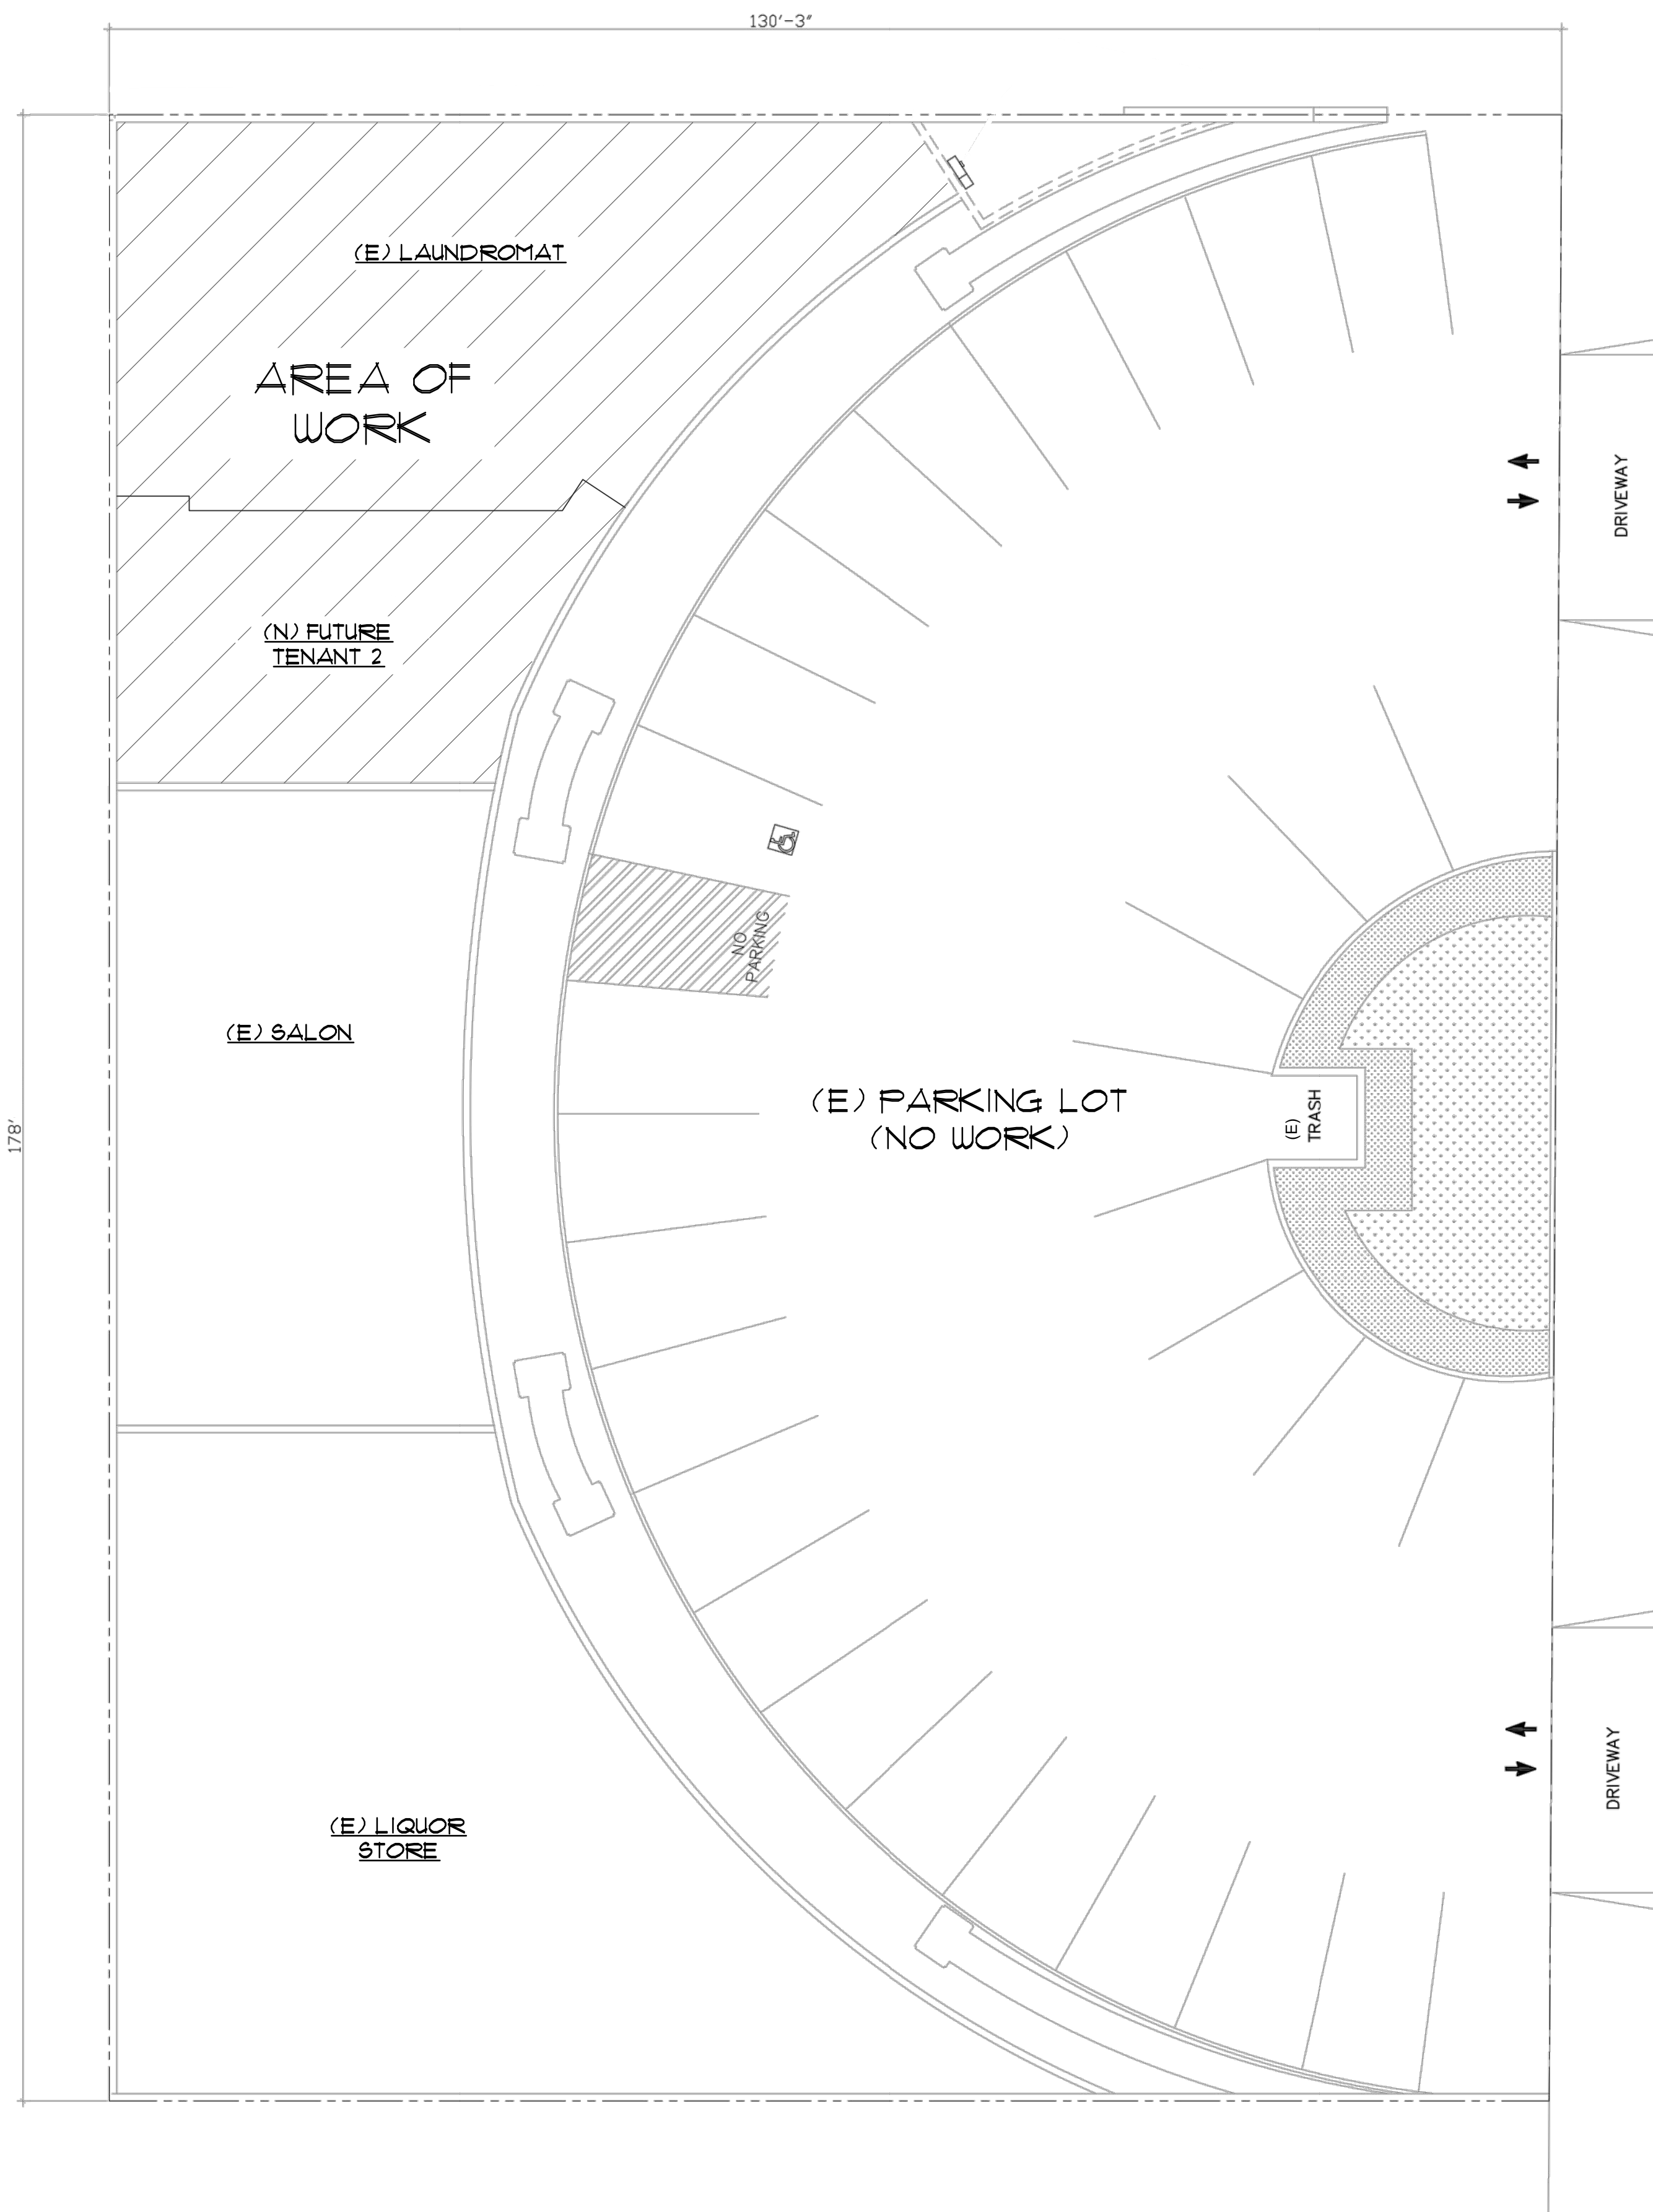 130'-3"
(E) LAUNDROMAT
AREA OF
WORK
DRIVEWAY
(N) FUTURE
TENANT 2
NO
PARKING
(E) SALON
178'
(E) PARKING LOT
(NO WORK)
(E)
TRASH
DRIVEWAY
(E) LIQUOR
STORE